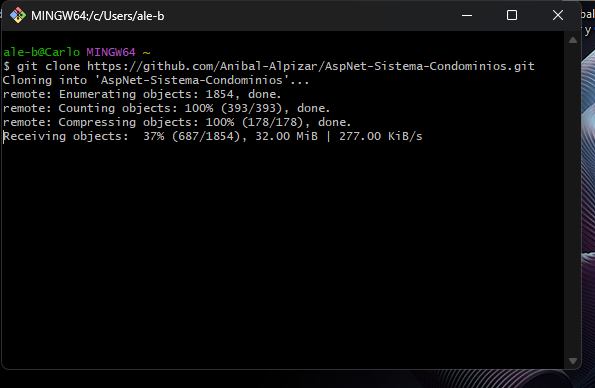 MINGW64:/c/Users/ale-b
ale-b@Carlo MINGW64 ~
$ git clone https://github.com/Anibal-Alpizar/AspNet-Sistema-Condominios.git
Cloning into 'AspNet-Sistema-Condominios'...
remote: Enumerating objects: 1854, done.
remote: Counting objects: 100% (393/393), done.
remote: Compressing objects: 100% (178/178), done.
Receiving objects:  37% (687/1854), 32.00 MiB | 277.00 KiB/s